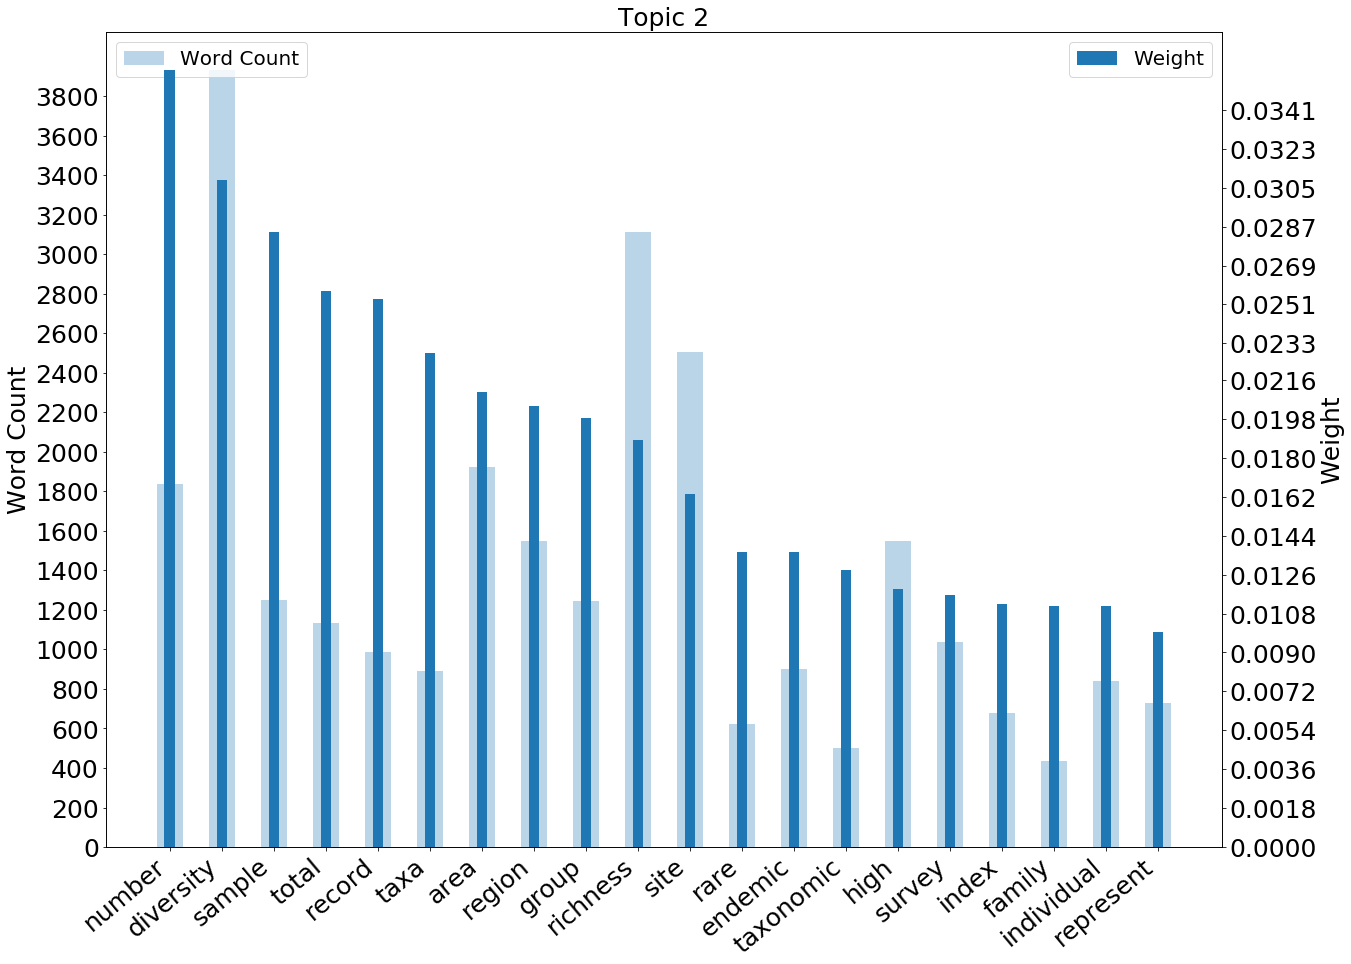 Topic 2
Word Count
Weight
3800
3600
3400
3200
3000
2800
2600
2400
2200
2000
1800
1600
1400
1200
1000
800
600
400
200
0
Word Count
0.0341
0.0323
0.0305
0.0287
0.0269
0.0251
0.0233
0.0216
0.0198
0.0180
0.0162
0.0144
0.0126
0.0108
0.0090
0.0072
0.0054
0.0036
0.0018
0.0000
Weight
number
diversity
sample
total
record
taxa
area
region
group
richness
site
rare
endemic
taxonomic
high
survey
index
family
individual
represent